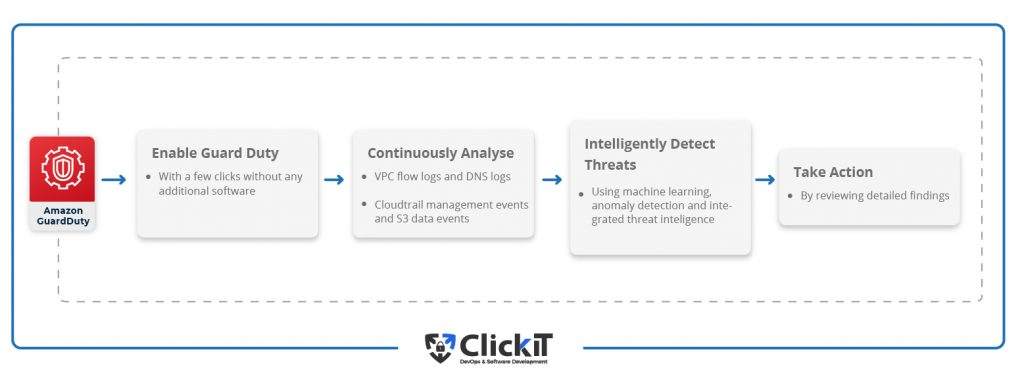 Amazon
GuardDuty
Enable Guard Duty
With a few clicks without any
additional software
Continuously Analyse
VPC flow logs and DNS logs
Cloudtrail management events
and S3 data events
Intelligently Detect
Threats
Using machine learning,
anomaly detection and inte-
grated threat inteligence
Take Action
By reviewing detailed findings
ClickIT
DevOps & Software Development